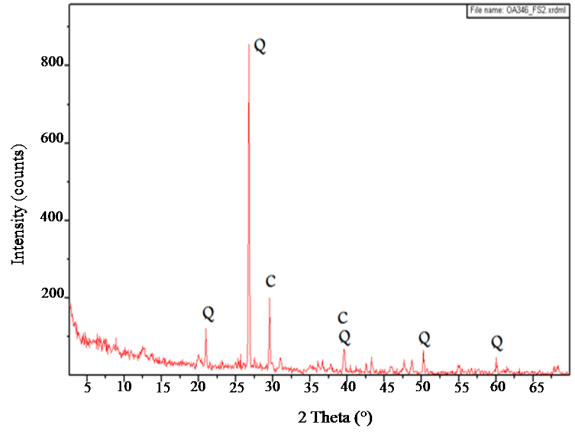 File name: OA346_FS2.xrdml
Q
800
600
Intensity (counts)
400
C
200
Q
C
Q
Q
Q
5 10 15 20 25 30 35 40 45 50 55 60 65
2 Theta (°)